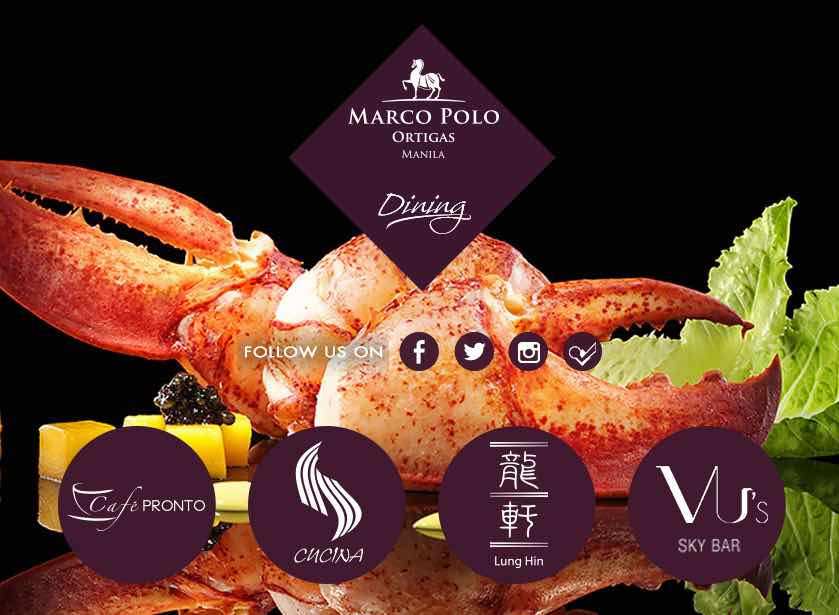 MARCO POLO
ORTIGAS
MANILA
Dining
FOLLOW US ON
Café PRONTO
CUCINA
龍
軒
Lung Hin
VU's
SKY BAR